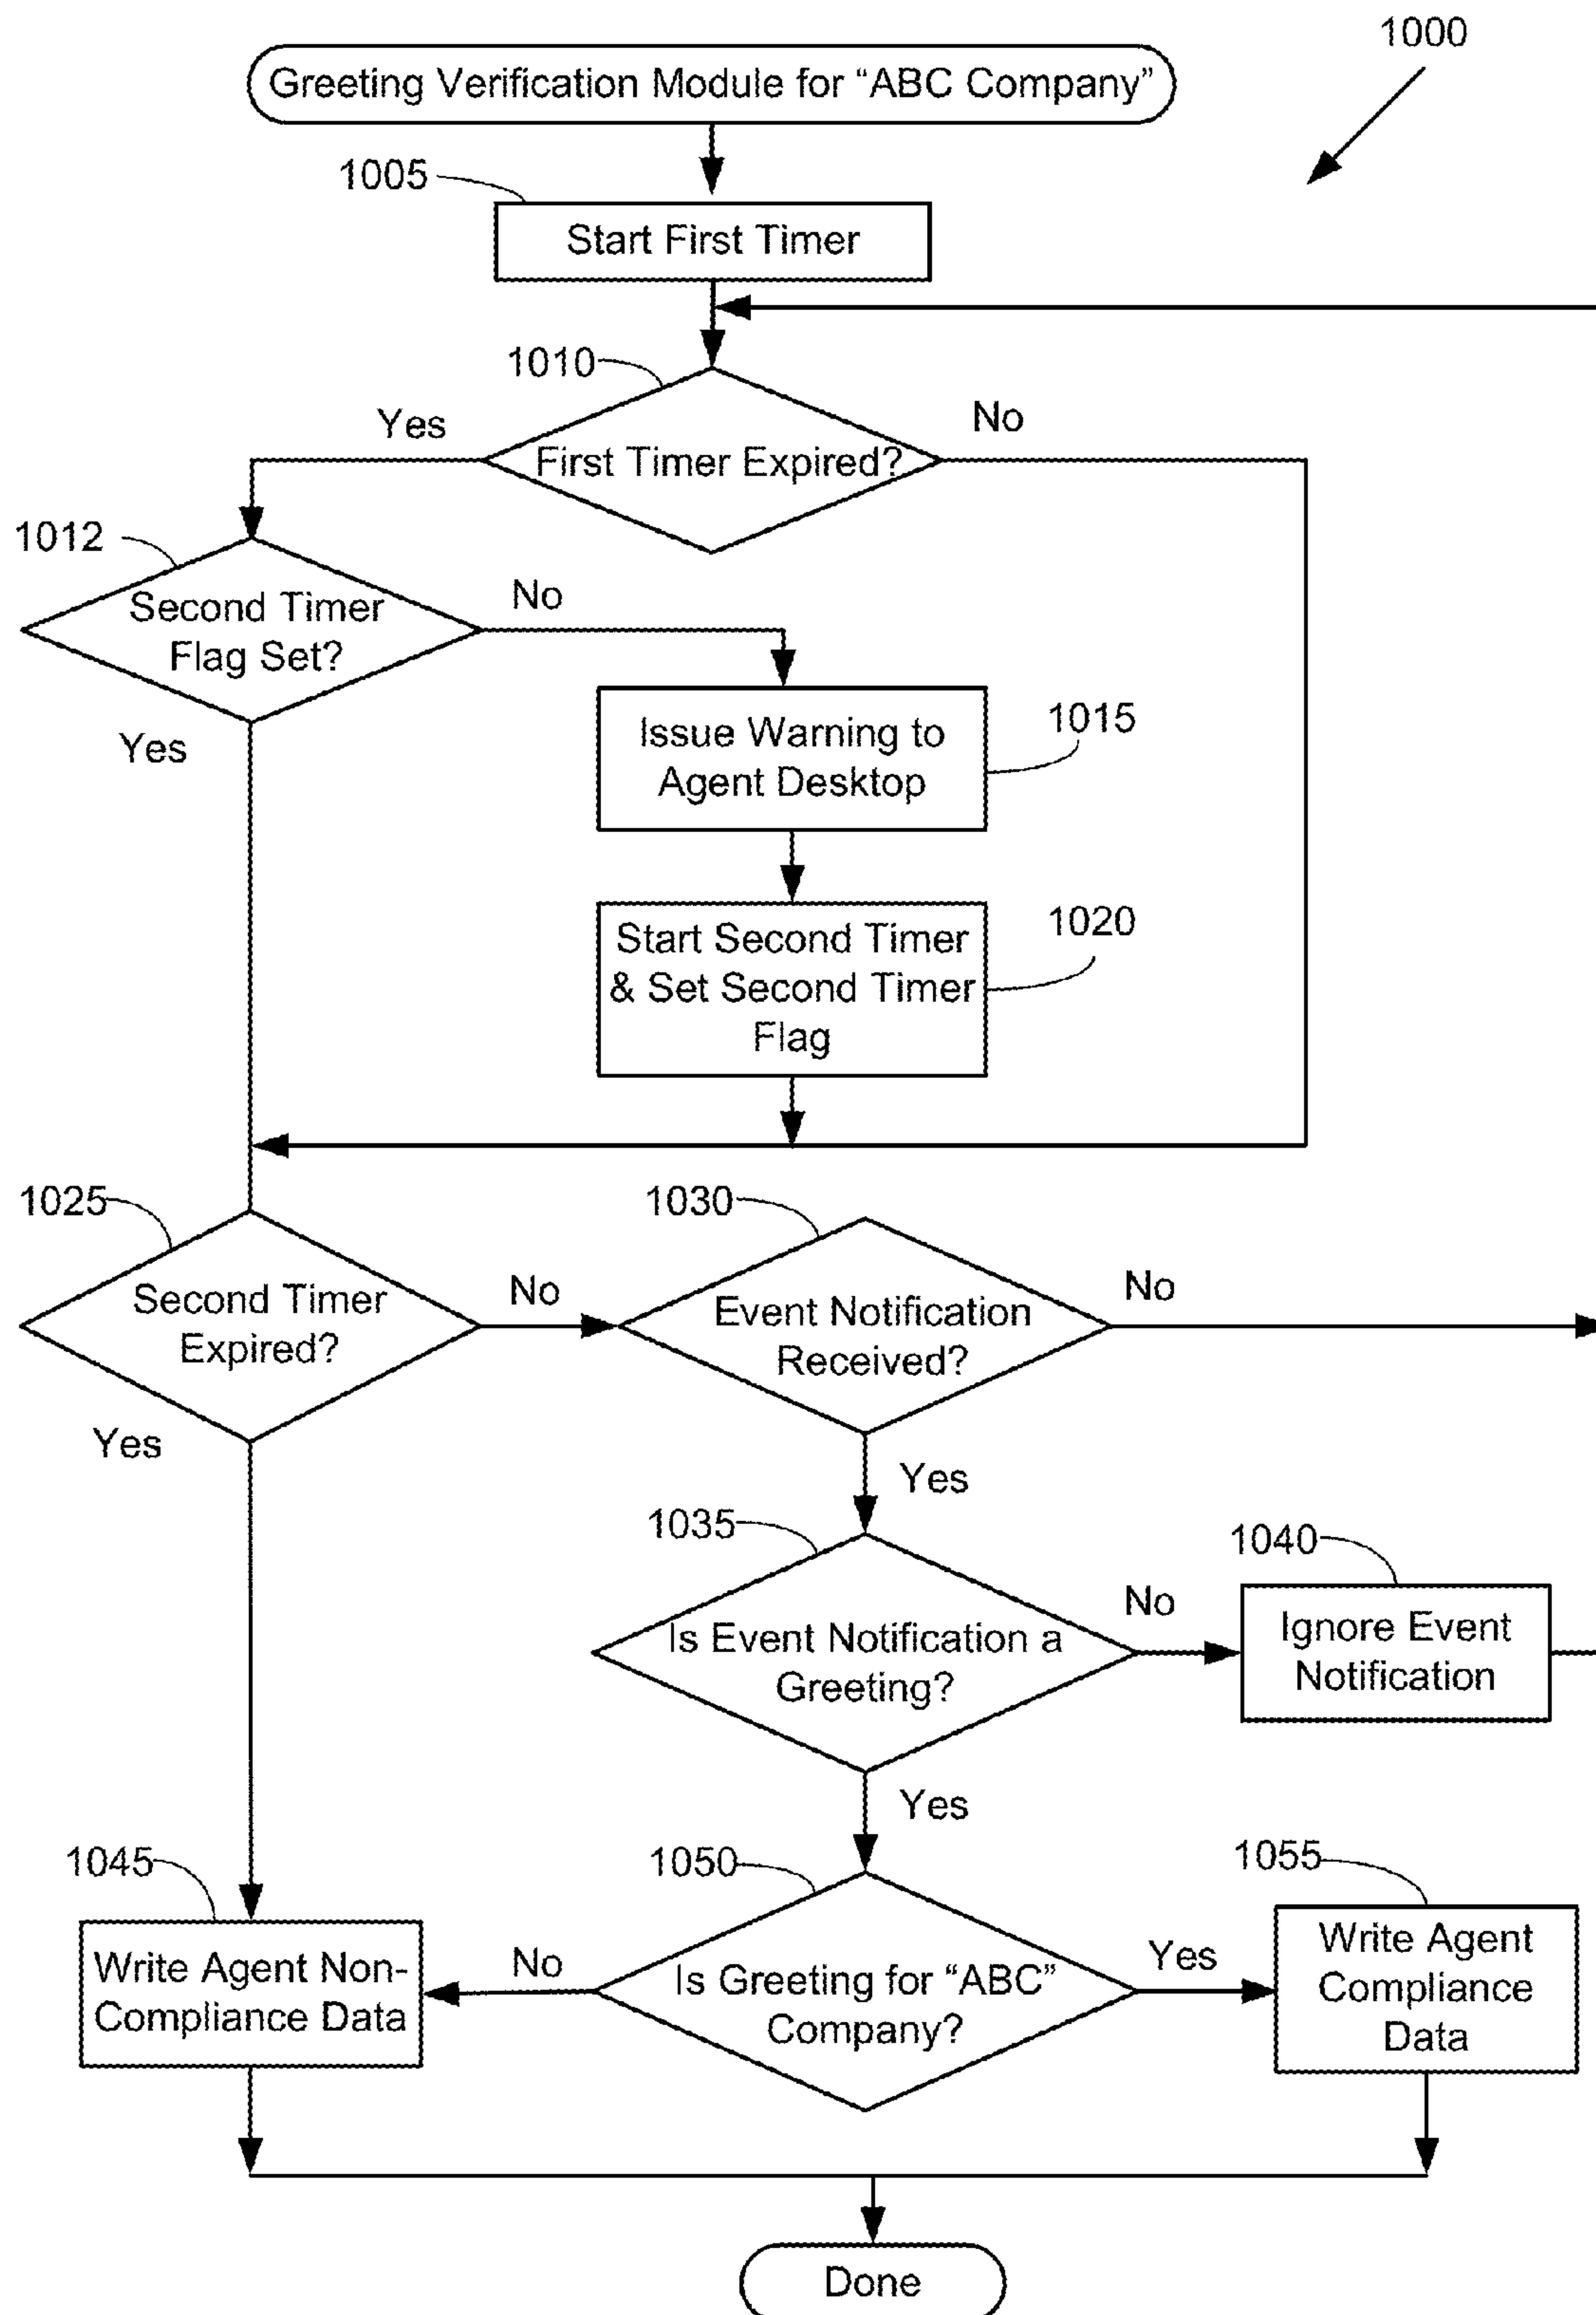 1000
Greeting Verification Module for “ABC Company”
1005
Start First Timer
1010
Yes
No
First Timer Expired?
1012
Second Timer
Flag Set?
No
Yes
Issue Warning to
Agent Desktop
1015
Start Second Timer
& Set Second Timer
Flag
1020
1025
Second Timer
Expired?
No
Yes
1030
Event Notification
Received?
No
Yes
1035
Is Event Notification a
Greeting?
No
1040
Ignore Event
Notification
Yes
1045
Write Agent Non-
Compliance Data
No
1050
Is Greeting for “ABC”
Company?
Yes
1055
Write Agent
Compliance
Data
Done